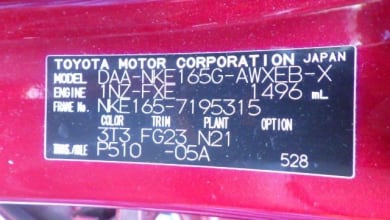 TOYOTA MOTOR CORPORATION JAPAN
MODEL DAA-NKE165G-AWXEB-X
ENGINE 1NZ-FXE 1496 mL
FRAME No. NKE165-7195315
COLOR TRIM PLANT OPTION
3T3 FG23 N21
TRANS./AXLE P510 -05A
528